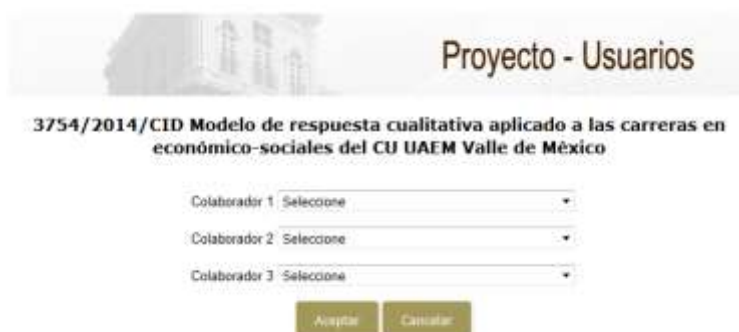 Proyecto - Usuarios
3754/2014/CID Modelo de respuesta cualitativa aplicado a las carreras en
económico-sociales del CU UAEM Valle de México
Colaborador 1 Seleccione
Colaborador 2 Seleccione
Colaborador 3 Seleccione
Aceptar Cancelar